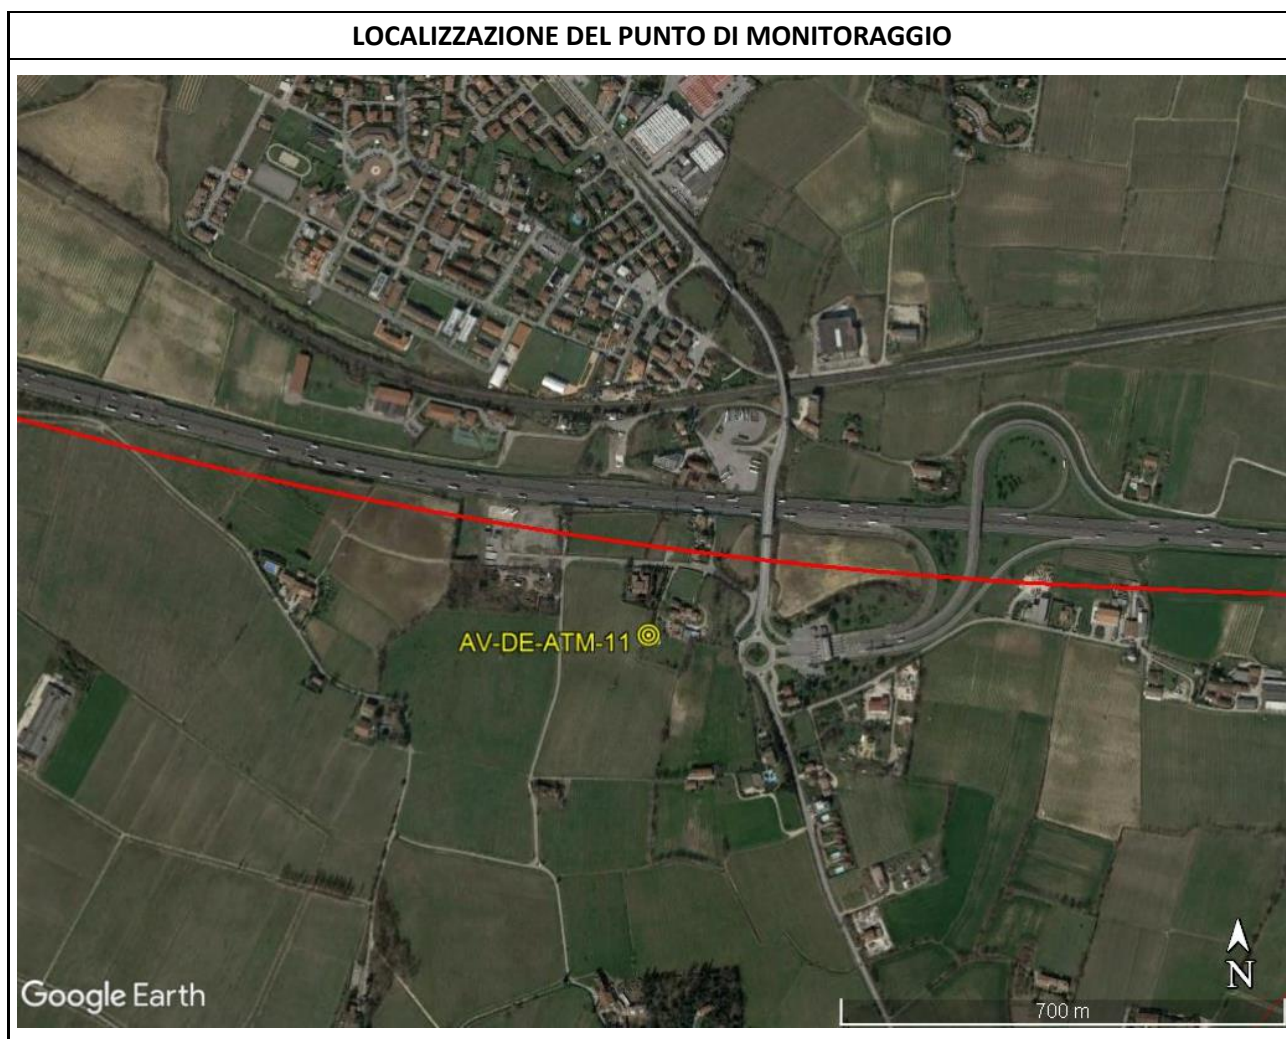 LOCALIZZAZIONE DEL PUNTO DI MONITORAGGIO
AV-DE-ATM-11
N
Google Earth
700 m